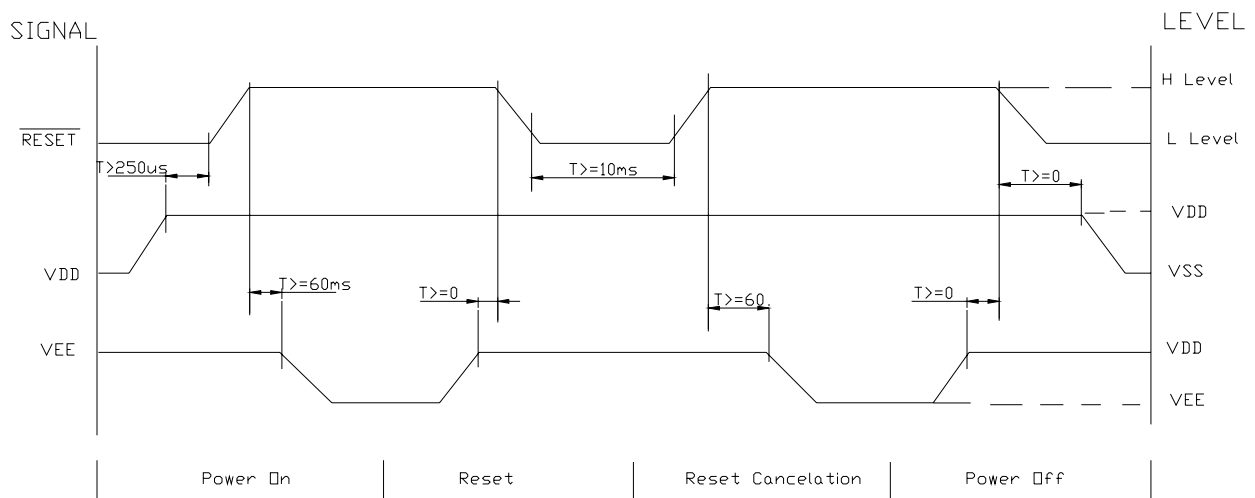 SIGNAL
LEVEL
H Level
RESET
L Level
T>250us
T>=10ms
T>=0
VDD
VDD
VSS
T>=60ms
T>=0
T>=60.
T>=0
VEE
VDD
VEE
Power On
Reset
Reset Cancelation
Power Off